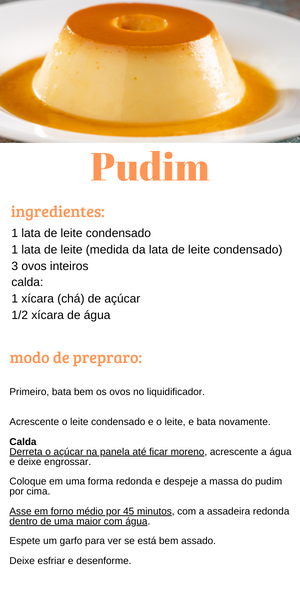 Pudim
ingredientes:
1 lata de leite condensado
1 lata de leite (medida da lata de leite condensado)
3 ovos inteiros
calda:
1 xícara (chá) de açúcar
1/2 xícara de água
modo de prepraro:
Primeiro, bata bem os ovos no liquidificador.
Acrescente o leite condensado e o leite, e bata novamente.
Calda
Derreta o açúcar na panela até ficar moreno, acrescente a água
e deixe engrossar.
Coloque em uma forma redonda e despeje a massa do pudim
por cima.
Asse em forno médio por 45 minutos, com a assadeira redonda
dentro de uma maior com água.
Espete um garfo para ver se está bem assado.
Deixe esfriar e desenforme.